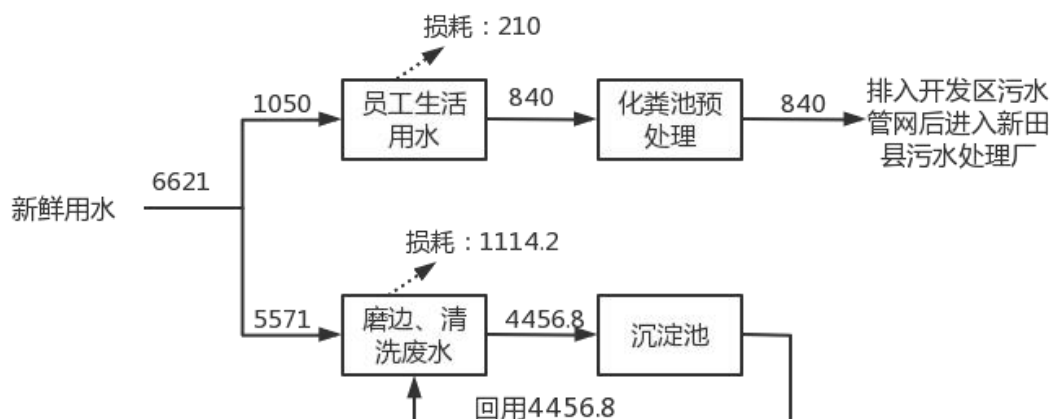 损耗：210
1050
员工生活
用水
840
化粪池预
处理
840
排入开发区污水
管网后进入新田
县污水处理厂
新鲜用水
6621
损耗：1114.2
5571
磨边、清
洗废水
4456.8
沉淀池
回用4456.8